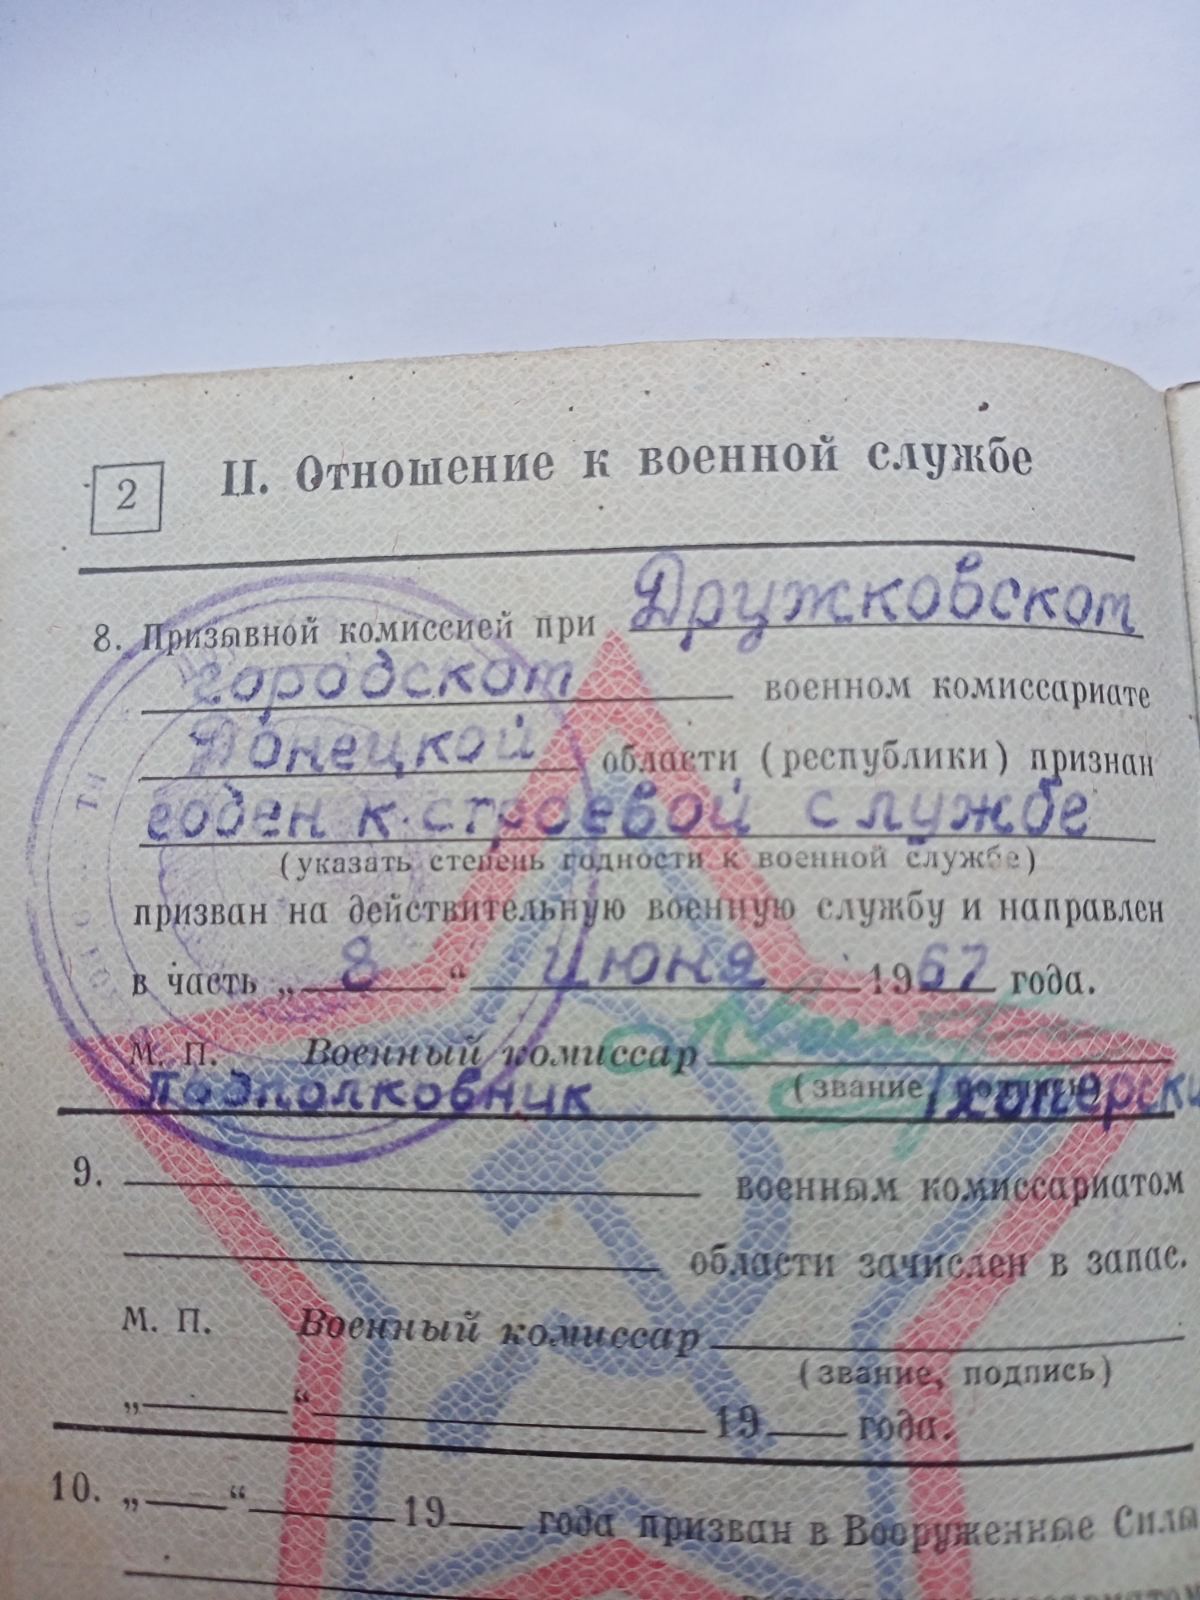 2
II. Отношение к военной службе
8. Призывной комиссией при Дружковском
городском военном комиссариате
Донецкой области (республики) признан
годен к строевой службе
(указать степень годности к военной службе)
призван на действительную военную службу и направлен
в часть „ 8 “ июня 1967 года.
М. П. Военный комиссар
Подполковник (звание, подпись) /хоперски
9. военным комиссариатом
области зачислен в запас.
М. П. Военный комиссар
(звание, подпись)
„ “ 19 года.
10. „ “ 19 года призван в Вооруженные Силы